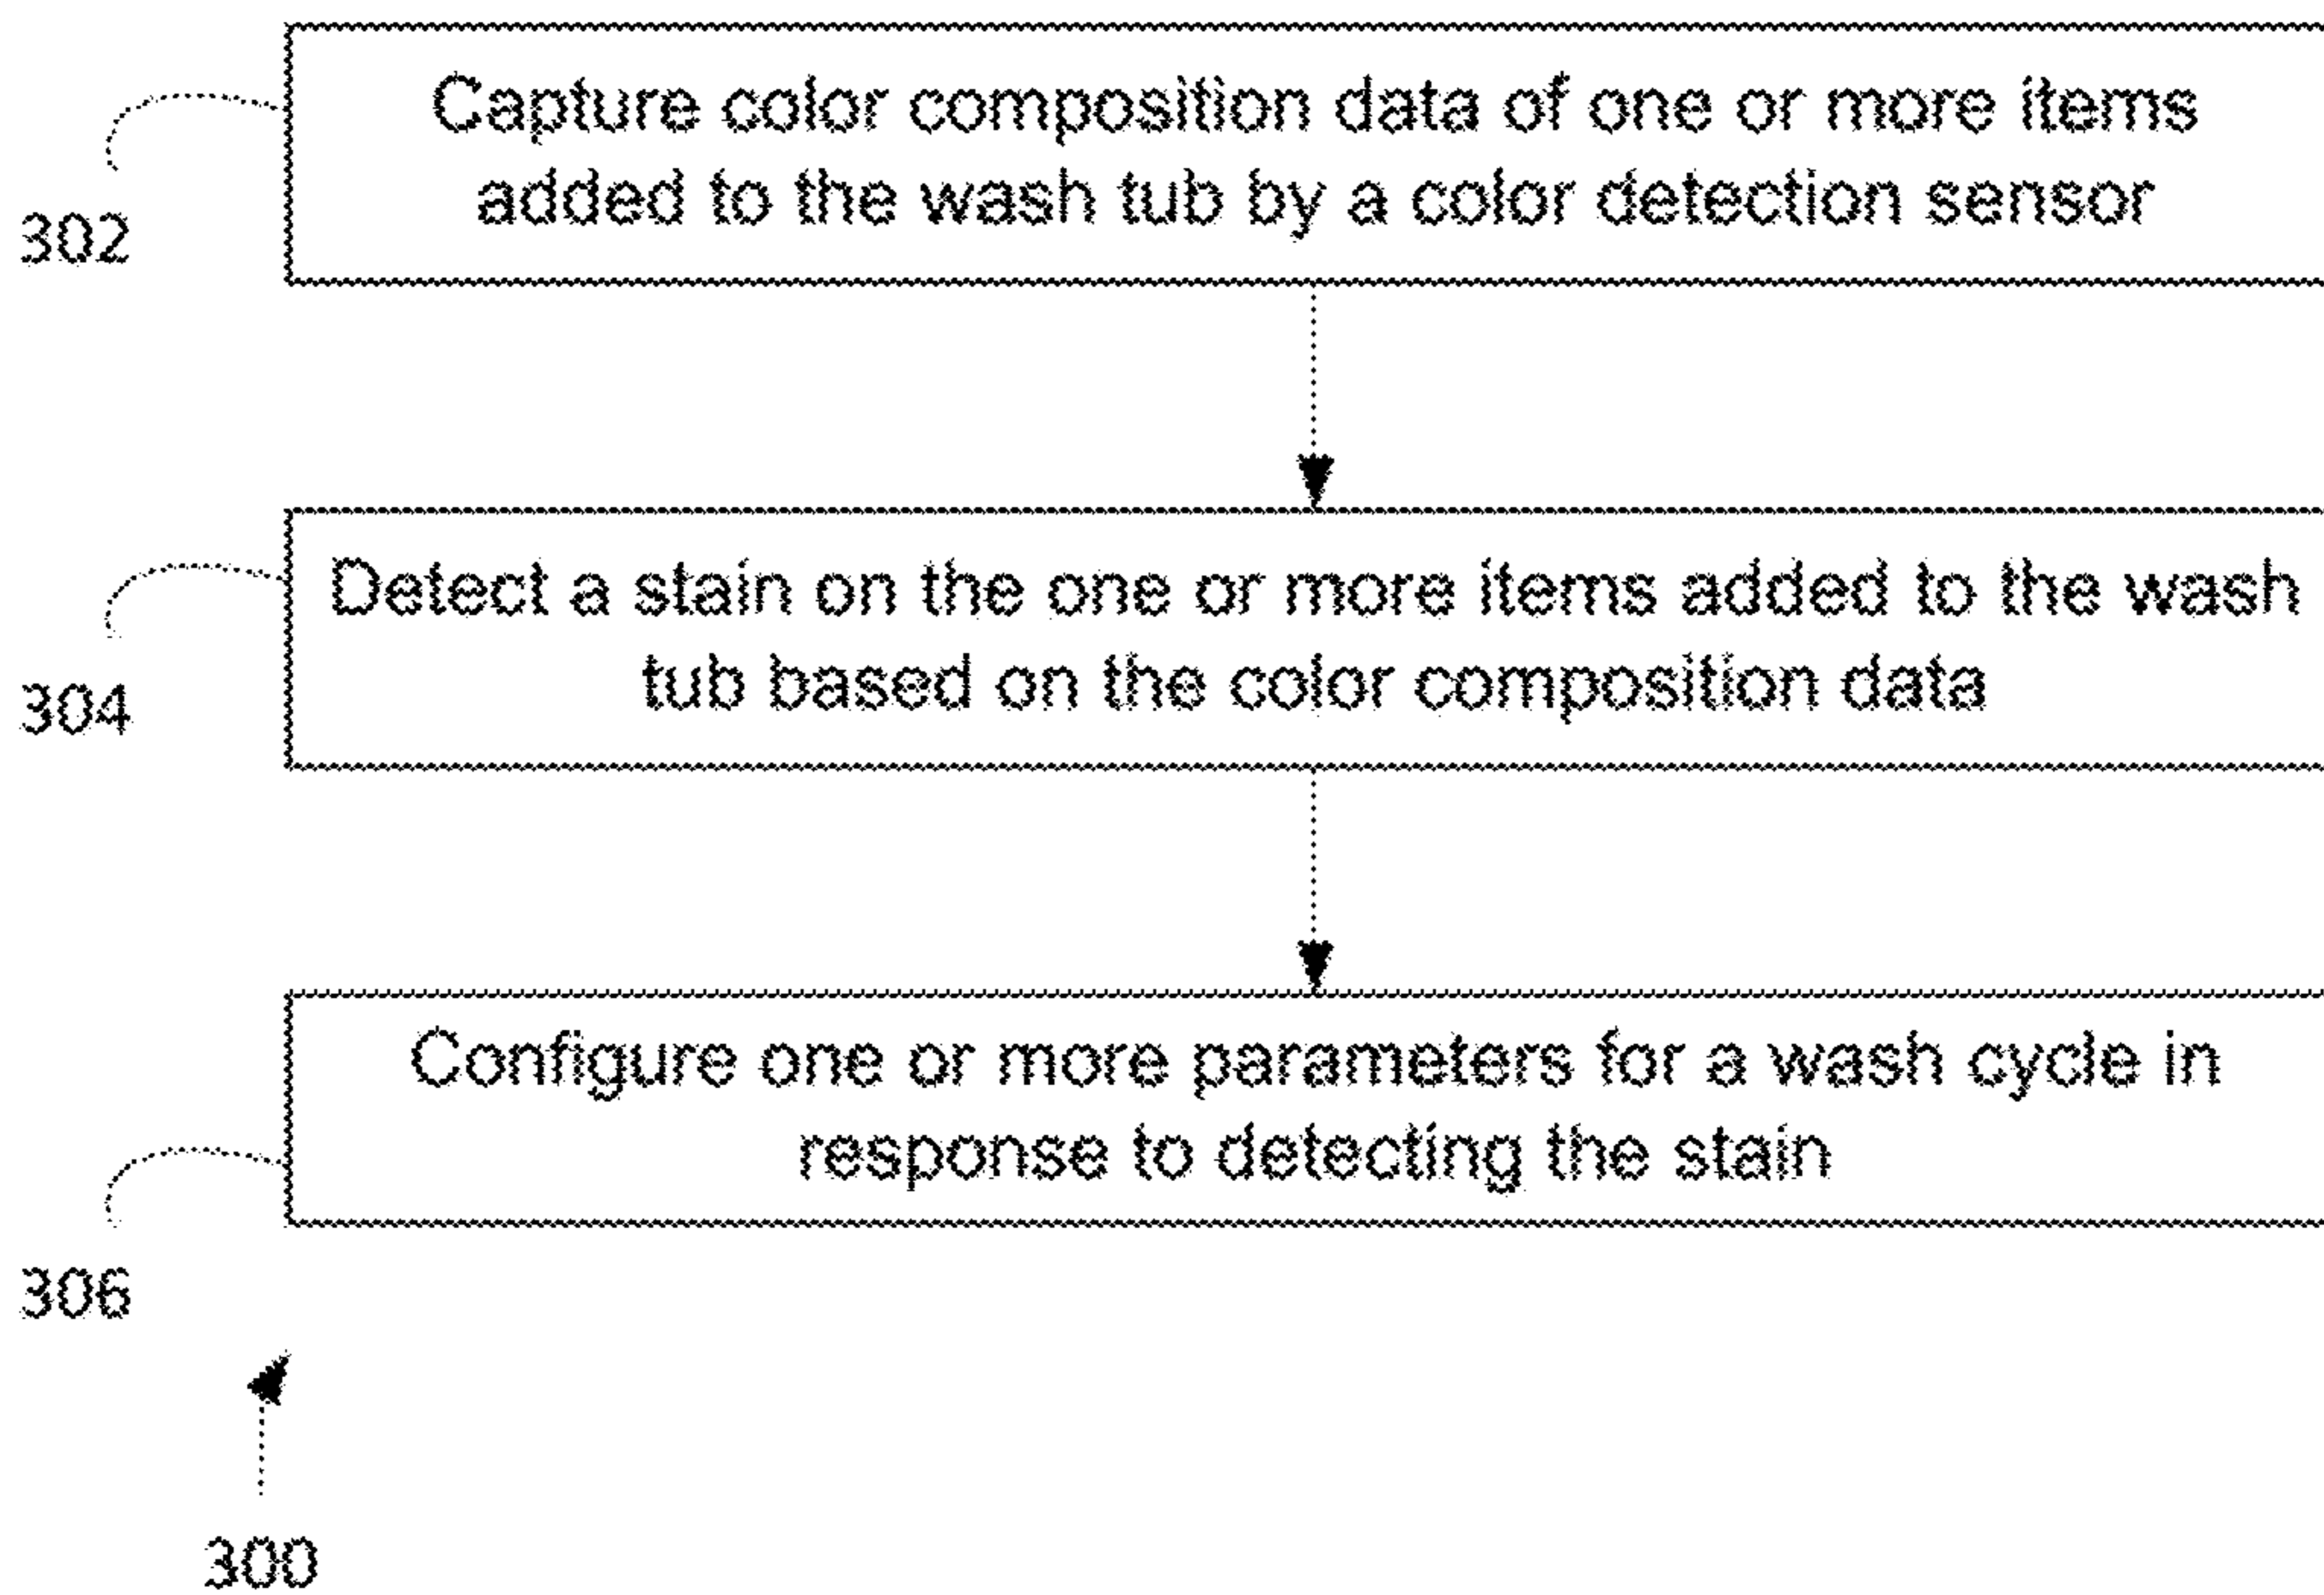 Capture color composition data of one or more items
added to the wash tub by a color detection sensor
302
Detect a stain on the one or more items added to the wash
tub based on the color composition data
304
Configure one or more parameters for a wash cycle in
response to detecting the stain
306
300